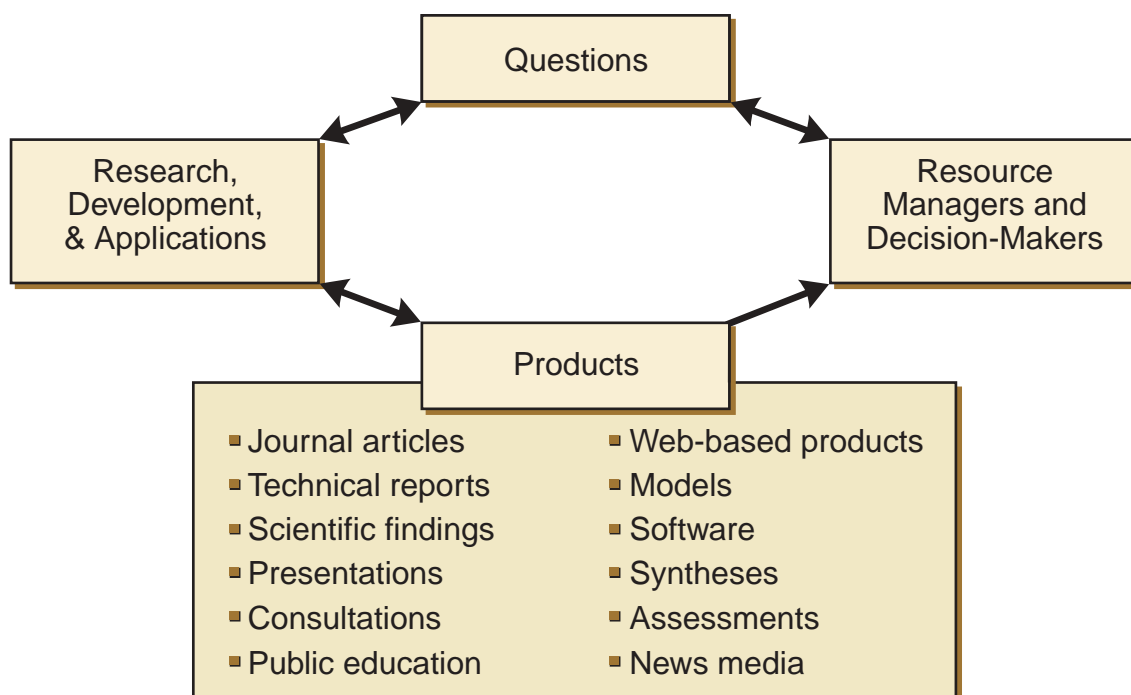 Questions
Research,
Development,
& Applications
Resource
Managers and
Decision-Makers
Products
Journal articles
Technical reports
Scientific findings
Presentations
Consultations
Public education
Web-based products
Models
Software
Syntheses
Assessments
News media